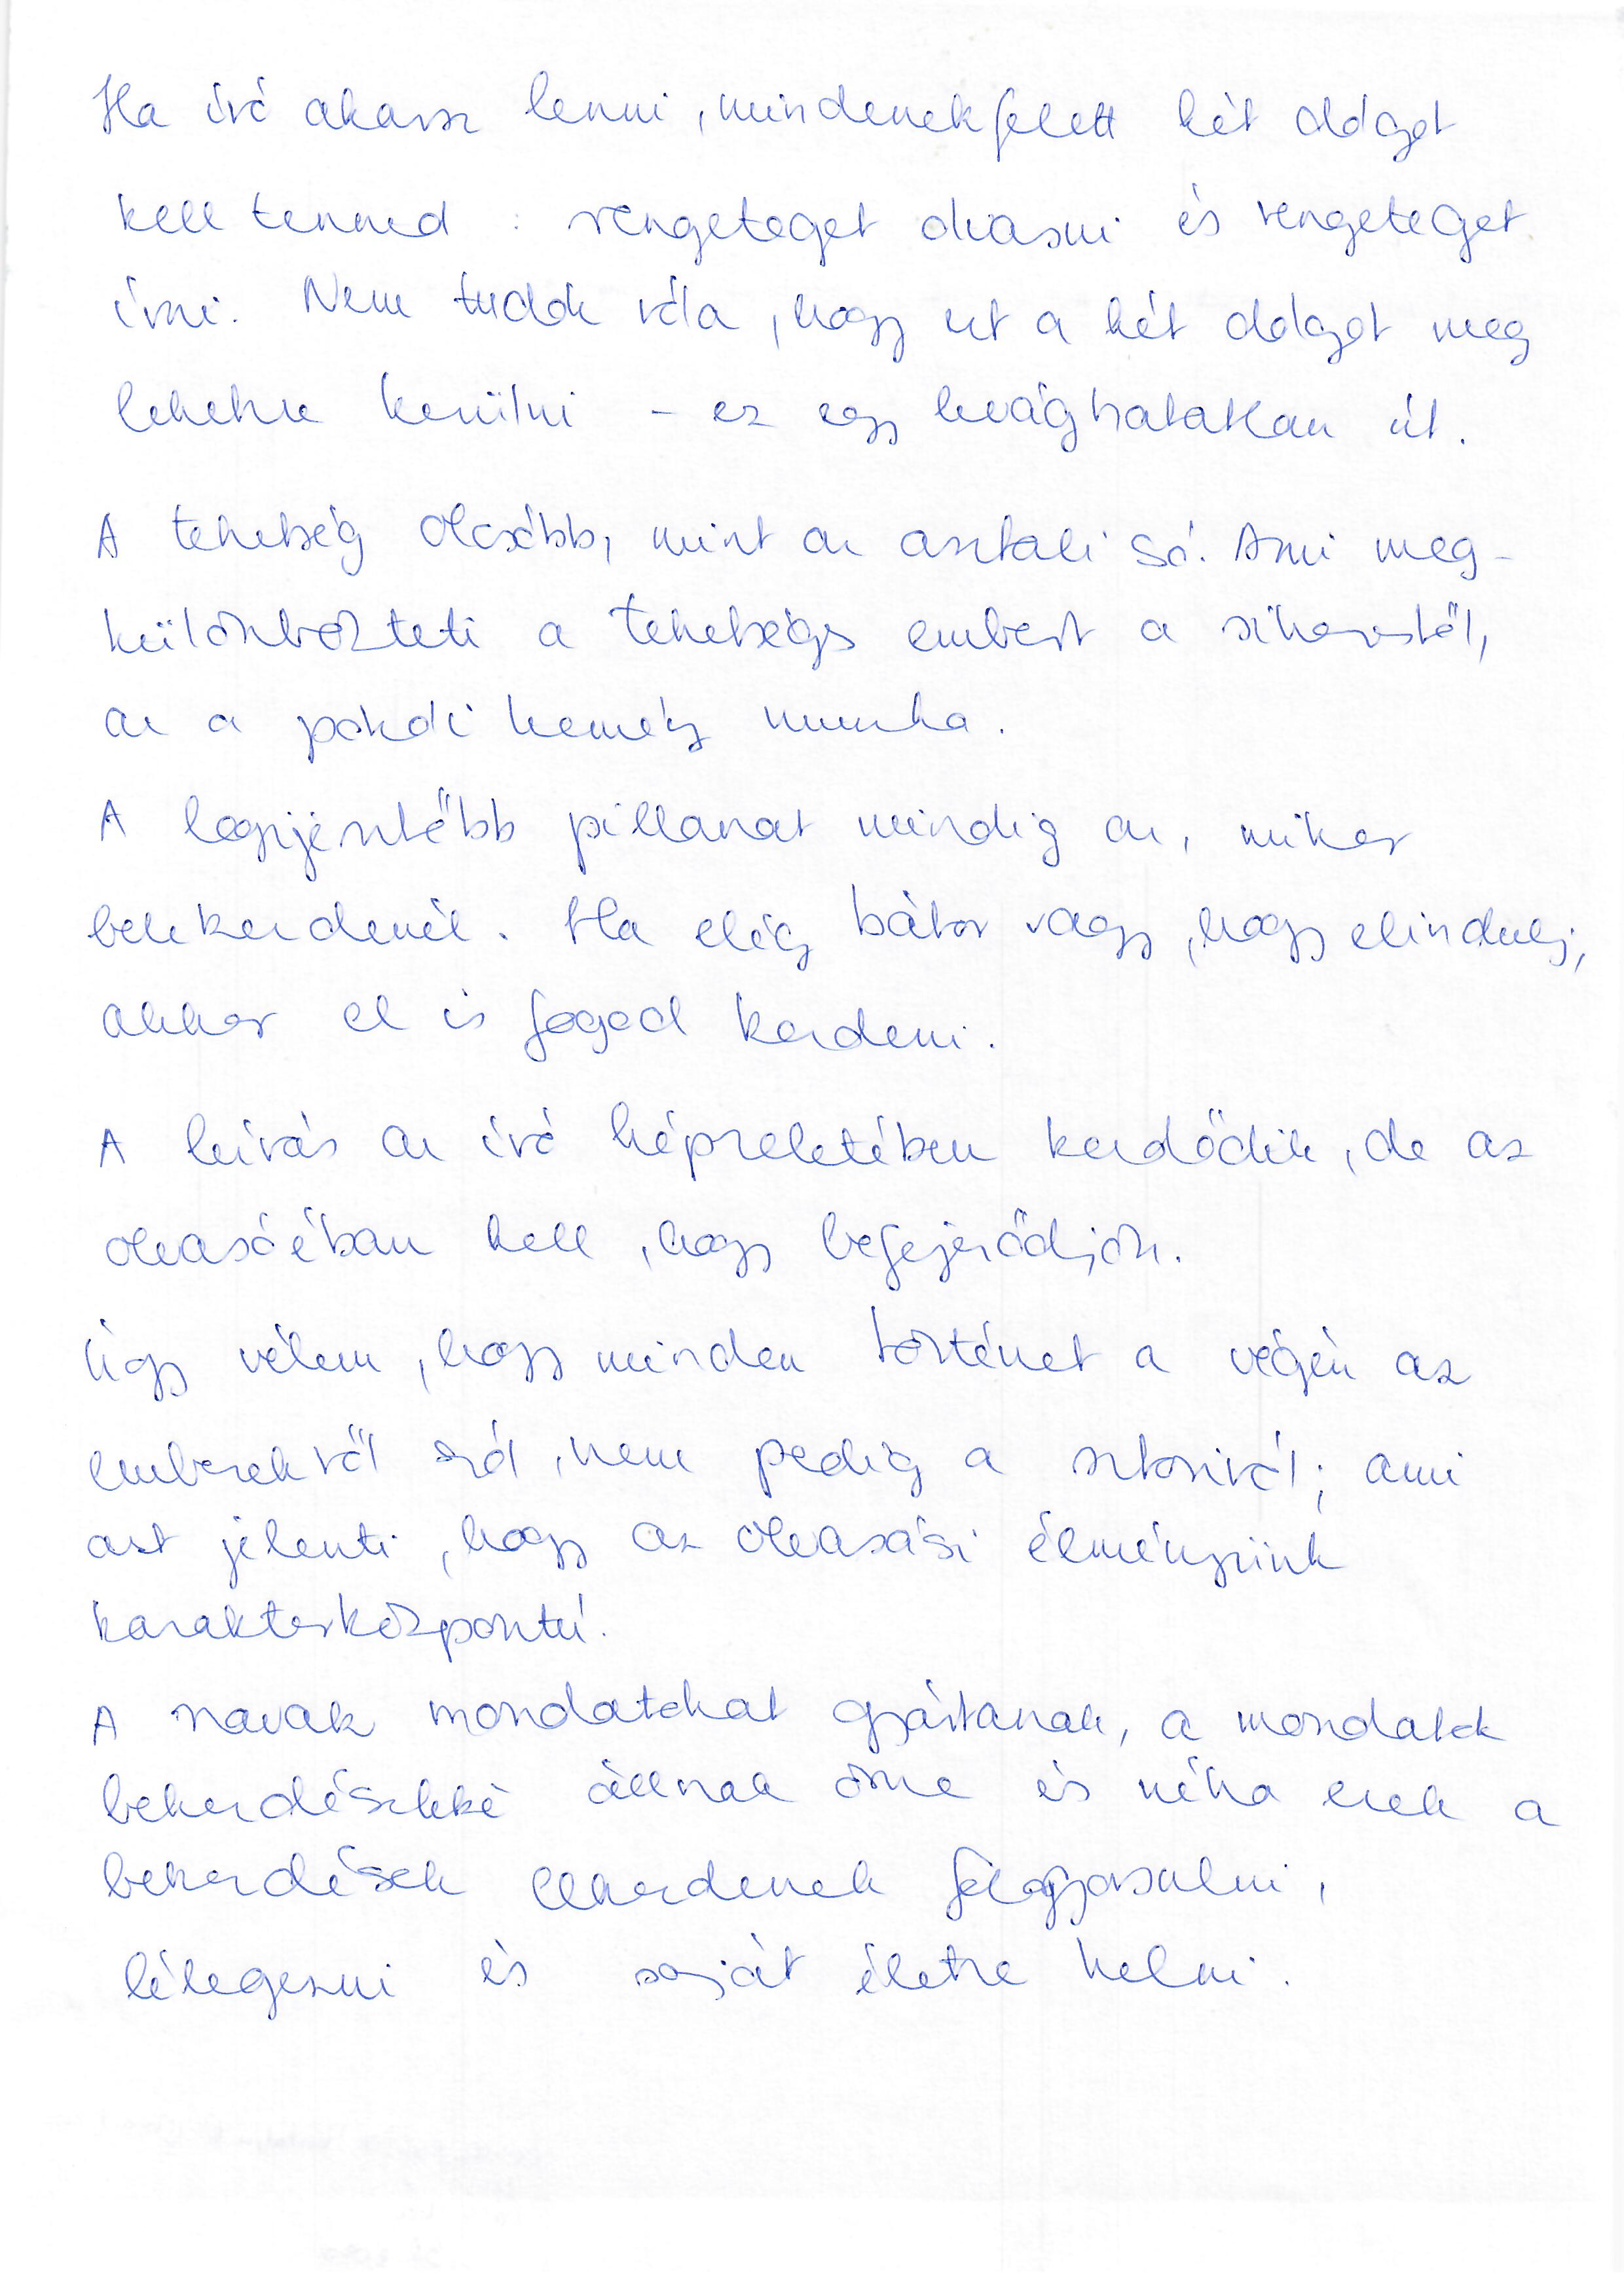 Ha író akarsz lenni, mindenekfelett két dolgot
kell tenned : rengeteget olvasni és rengeteget
írni. Nem tudok róla, hogy ezt a két dolgot meg
lehetne kerülni – ez egy levághatatlan út.
A tehetség olcsóbb, mint az asztali só. Ami meg-
különbözteti a tehetséges embert a sikerestől,
az a pokoli kemény munka.
A legijesztőbb pillanat mindig az, mikor
belekezdenél. Ha elég bátor vagy, hogy elindulj,
akkor el is fogod kezdeni.
A leírás az író képzeletében kezdődik, de az
olvasóéban kell, hogy befejeződjön.
Úgy vélem, hogy minden történet a végén az
emberekről szól, nem pedig a sztoriról; ami
azt jelenti, hogy az olvasási élményünk
karakterközpontú.
A szavak mondatokat gyártanak, a mondatok
bekezdésekké állnak össze és néha ezek a
bekezdések elkezdenek felgyorsulni,
lélegezni és saját életre kelni.